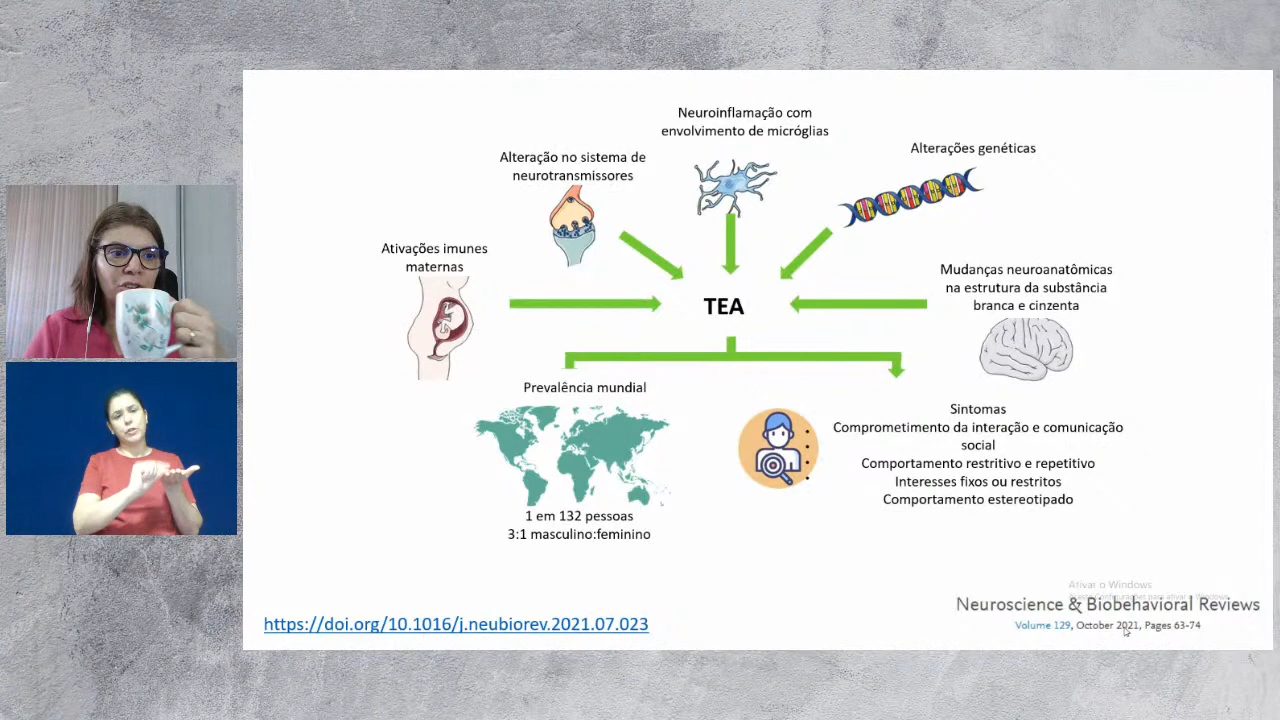 Neuroinflamação com
envolvimento de micróglias
Alterações genéticas
Alteração no sistema de
neurotransmissores
Ativações imunes
maternas
Mudanças neuroanatômicas
na estrutura da substância
branca e cinzenta
TEA
Prevalência mundial
1 em 132 pessoas
3:1 masculino:feminino
Sintomas
Comprometimento da interação e comunicação
social
Comportamento restritivo e repetitivo
Interesses fixos ou restritos
Comportamento estereotipado
Ativar o Windows
Neuroscience & Biobehavioral Reviews
Volume 129, October 2021, Pages 63-74
https://doi.org/10.1016/j.neubiorev.2021.07.023